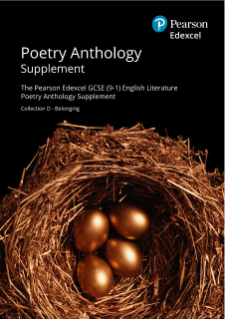 Pearson
Edexcel
Poetry Anthology
Supplement
The Pearson Edexcel GCSE (9-1) English Literature
Poetry Anthology Supplement
Collection D - Belonging